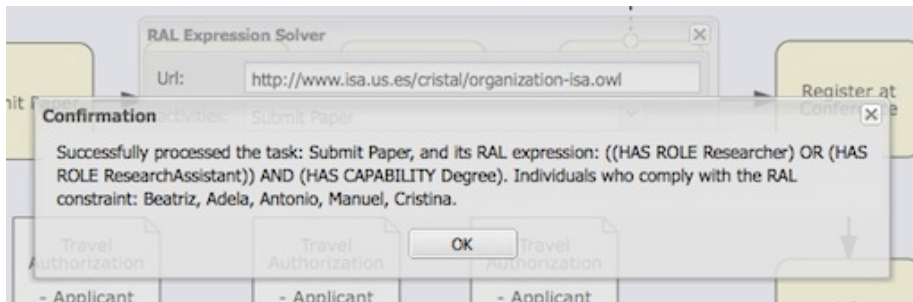 RAL Expression Solver
Url: http://www.isa.us.es/cristal/organization-isa.owl
Register at
mit Paper
activities: Submit Paper
Confirmation
Successfully processed the task: Submit Paper, and its RAL expression: ((HAS ROLE Researcher) OR (HAS
ROLE ResearchAssistant)) AND (HAS CAPABILITY Degree). Individuals who comply with the RAL
constraint: Beatriz, Adela, Antonio, Manuel, Cristina.
OK
Travel
Authorization
- Applicant
Travel
Authorization
- Applicant
Travel
Authorization
- Applicant